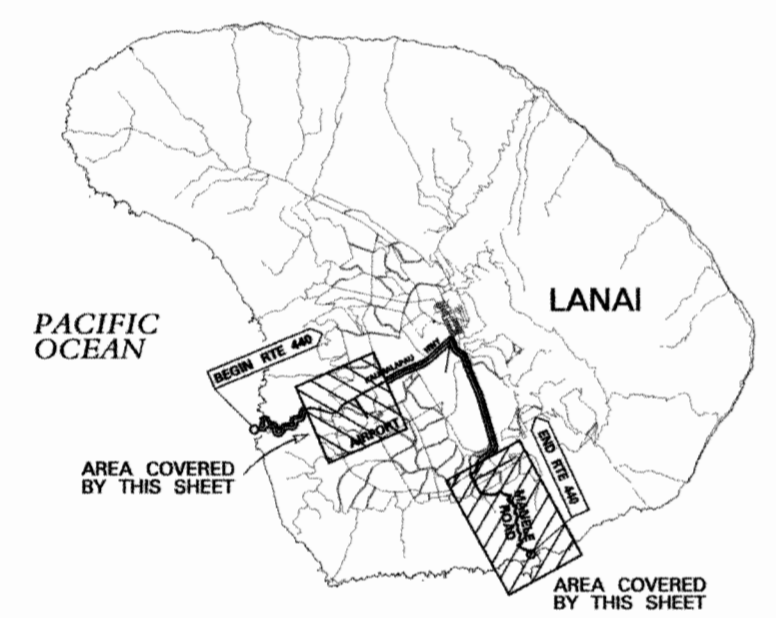 LANAI
PACIFIC
OCEAN
BEGIN RTE 440
HWY
AIRPORT
AREA COVERED
BY THIS SHEET
END RTE 440
MANELE
ROAD
AREA COVERED
BY THIS SHEET